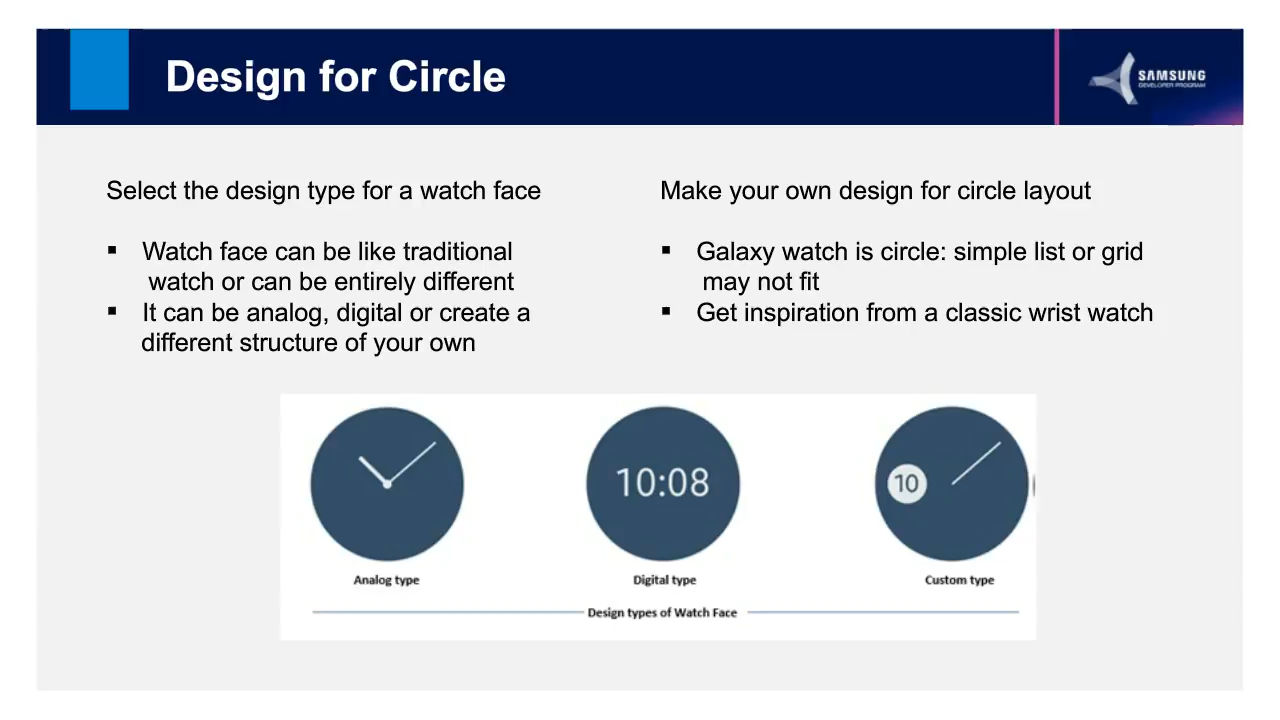 Design for Circle
SAMSUNG
DEVELOPER PROGRAM
Select the design type for a watch face
▪ Watch face can be like traditional
watch or can be entirely different
▪ It can be analog, digital or create a
different structure of your own
Make your own design for circle layout
▪ Galaxy watch is circle: simple list or grid
may not fit
▪ Get inspiration from a classic wrist watch
10:08
10
Analog type
Digital type
Custom type
Design types of Watch Face